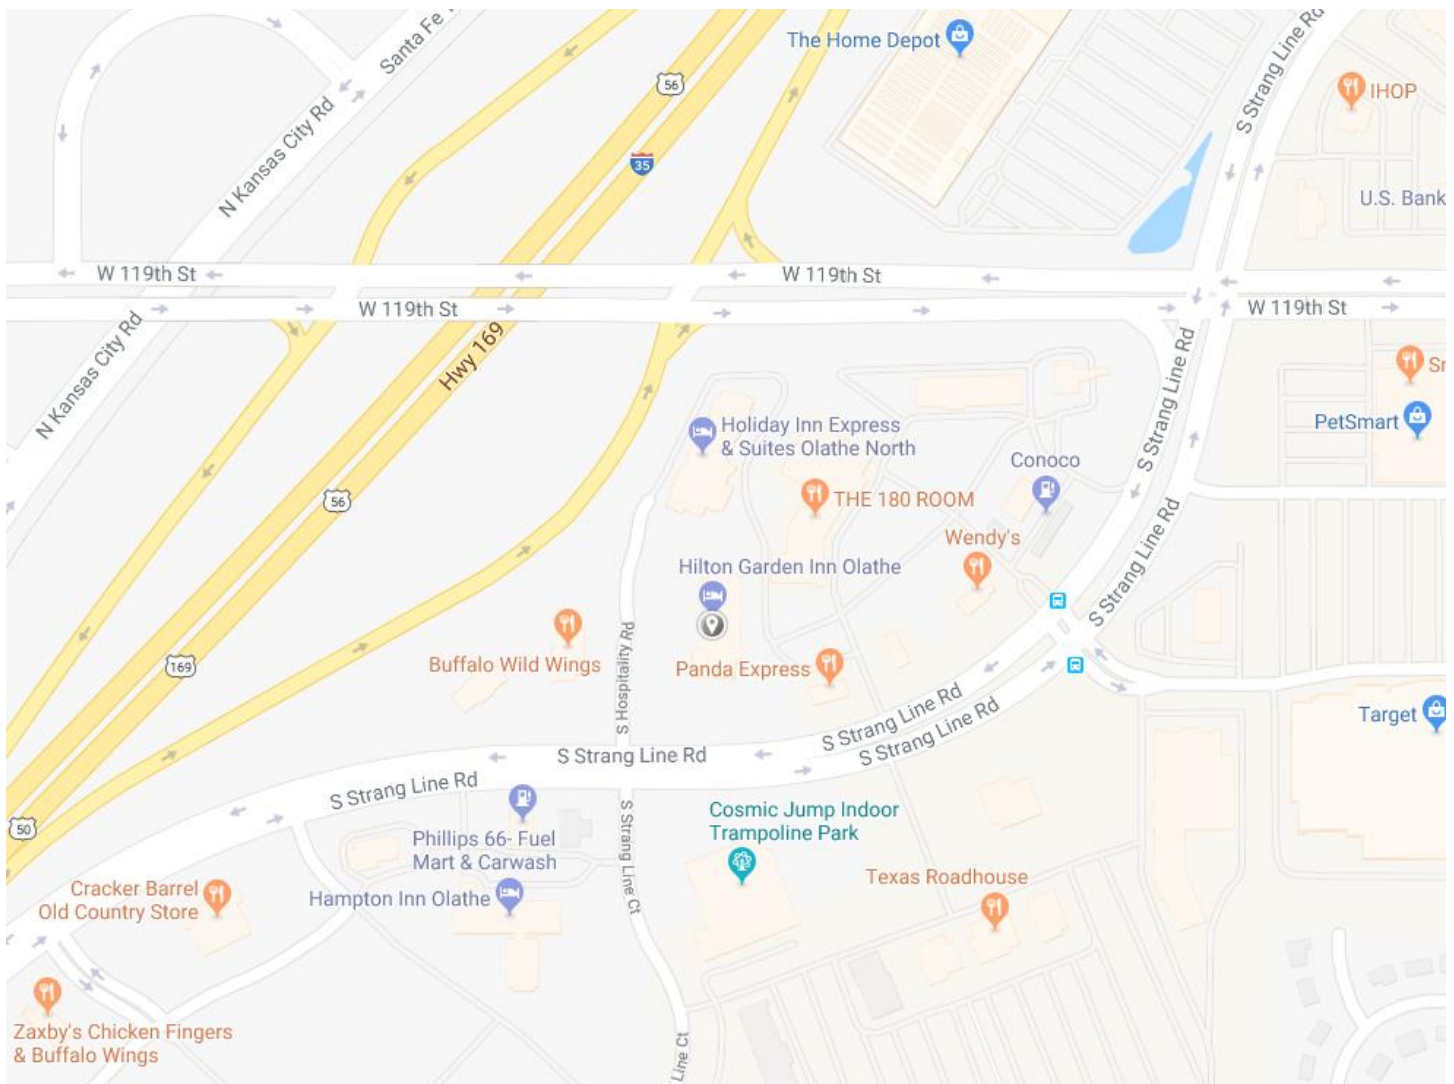 Santa Fe
The Home Depot
S Strang Line Rd
56
IHOP
N Kansas City Rd
35
U.S. Bank
W 119th St
W 119th St
W 119th St
W 119th St
Hwy 169
N Kansas City Rd
S Strang Line Rd
PetSmart
Holiday Inn Express
& Suites Olathe North
Conoco
56
THE 180 ROOM
Wendy's
S Strang Line Rd
Hilton Garden Inn Olathe
169
Buffalo Wild Wings
S Hospitality Rd
Panda Express
Target
S Strang Line Rd
S Strang Line Rd
S Strang Line Rd
S Strang Line Rd
50
Phillips 66- Fuel
Mart & Carwash
S Strang Line Ct
Cosmic Jump Indoor
Trampoline Park
Cracker Barrel
Old Country Store
Hampton Inn Olathe
Texas Roadhouse
Zaxby's Chicken Fingers
& Buffalo Wings
Line Ct